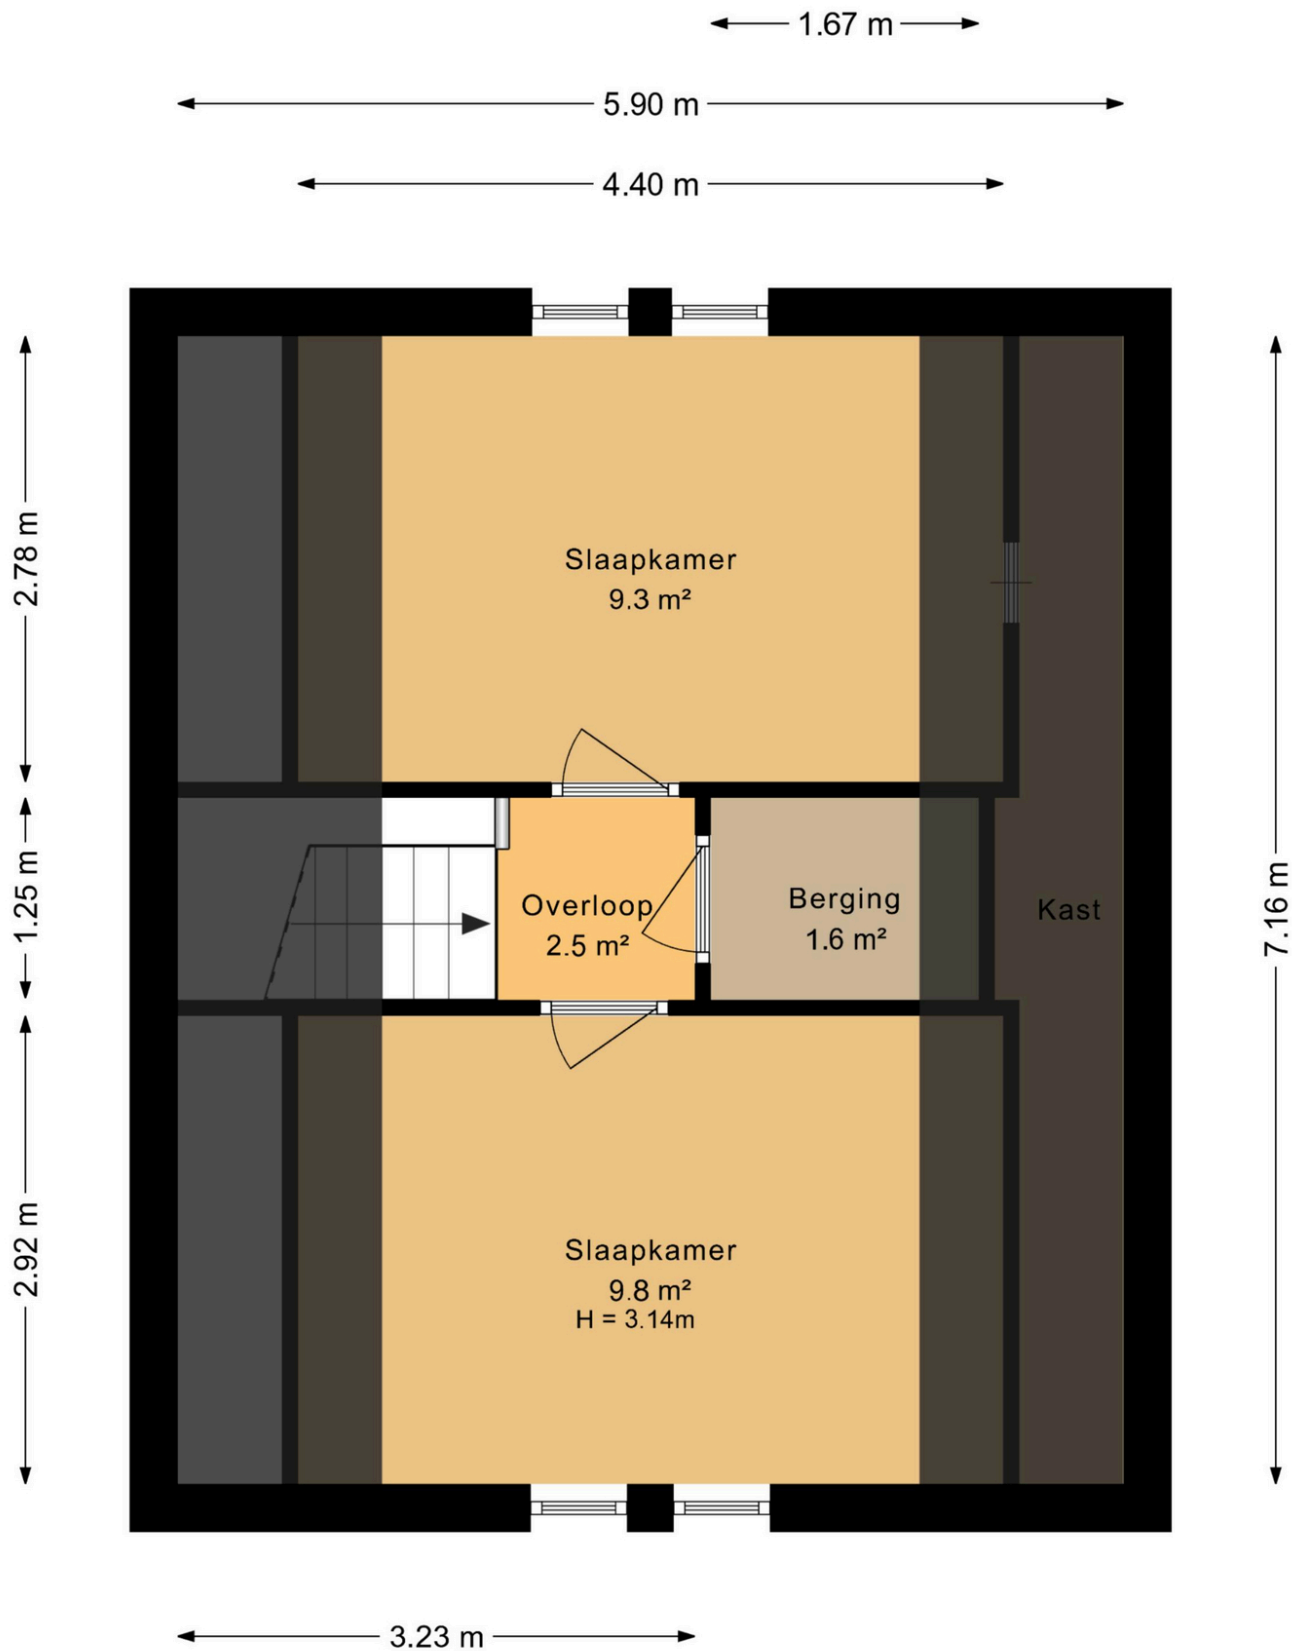 1.67 m
5.90 m
4.40 m
2.78 m
Slaapkamer
9.3 m²
1.25 m
Overloop
2.5 m²
Berging
1.6 m²
Kast
7.16 m
2.92 m
Slaapkamer
9.8 m²
H = 3.14m
3.23 m